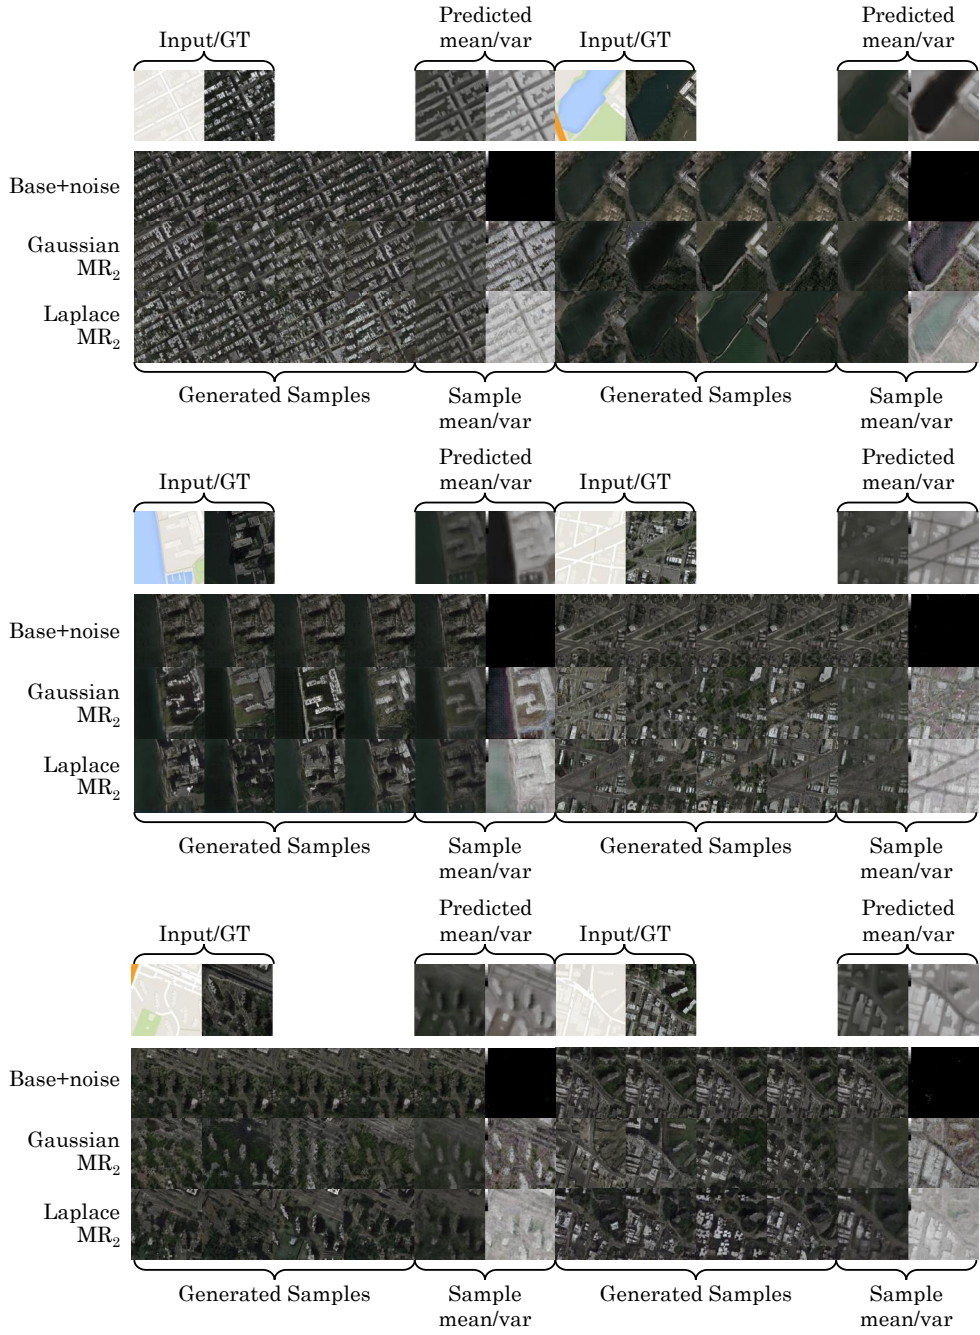 Predicted
mean/var
Predicted
mean/var
Input/GT
Input/GT
Base+noise
Gaussian
MR₂
Laplace
MR₂
Generated Samples
Sample
mean/var
Generated Samples
Sample
mean/var
Predicted
mean/var
Predicted
mean/var
Input/GT
Input/GT
Base+noise
Gaussian
MR₂
Laplace
MR₂
Generated Samples
Sample
mean/var
Generated Samples
Sample
mean/var
Predicted
mean/var
Predicted
mean/var
Input/GT
Input/GT
Base+noise
Gaussian
MR₂
Laplace
MR₂
Generated Samples
Sample
mean/var
Generated Samples
Sample
mean/var